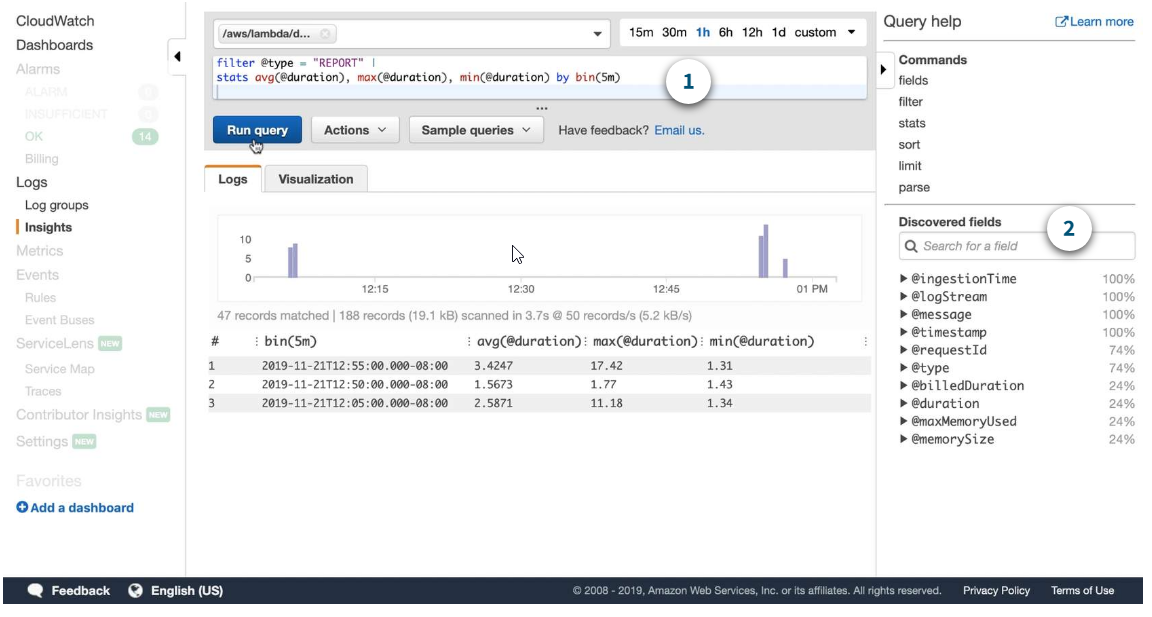 CloudWatch
Dashboards
Alarms
ALARM 0
INSUFFICIENT 0
OK 14
Billing
Logs
Log groups
Insights
Metrics
Events
Rules
Event Buses
ServiceLens NEW
Service Map
Traces
Contributor Insights NEW
Settings NEW
Favorites
Add a dashboard
/aws/lambda/d...
15m 30m 1h 6h 12h 1d custom
filter @type = "REPORT" |
stats avg(@duration), max(@duration), min(@duration) by bin(5m)
1
Run query Actions Sample queries Have feedback? Email us.
Logs Visualization
10
5
0
12:15 12:30 12:45 01 PM
47 records matched | 188 records (19.1 kB) scanned in 3.7s @ 50 records/s (5.2 kB/s)
# : bin(5m) : avg(@duration) : max(@duration) : min(@duration) :
1 2019-11-21T12:55:00.000-08:00 3.4247 17.42 1.31
2 2019-11-21T12:50:00.000-08:00 1.5673 1.77 1.43
3 2019-11-21T12:05:00.000-08:00 2.5871 11.18 1.34
Query help Learn more
Commands
fields
filter
stats
sort
limit
parse
Discovered fields
2
Search for a field
@ingestionTime 100%
@logStream 100%
@message 100%
@timestamp 100%
@requestId 74%
@type 74%
@billedDuration 24%
@duration 24%
@maxMemoryUsed 24%
@memorySize 24%
Feedback English (US) © 2008 - 2019, Amazon Web Services, Inc. or its affiliates. All rights reserved. Privacy Policy Terms of Use